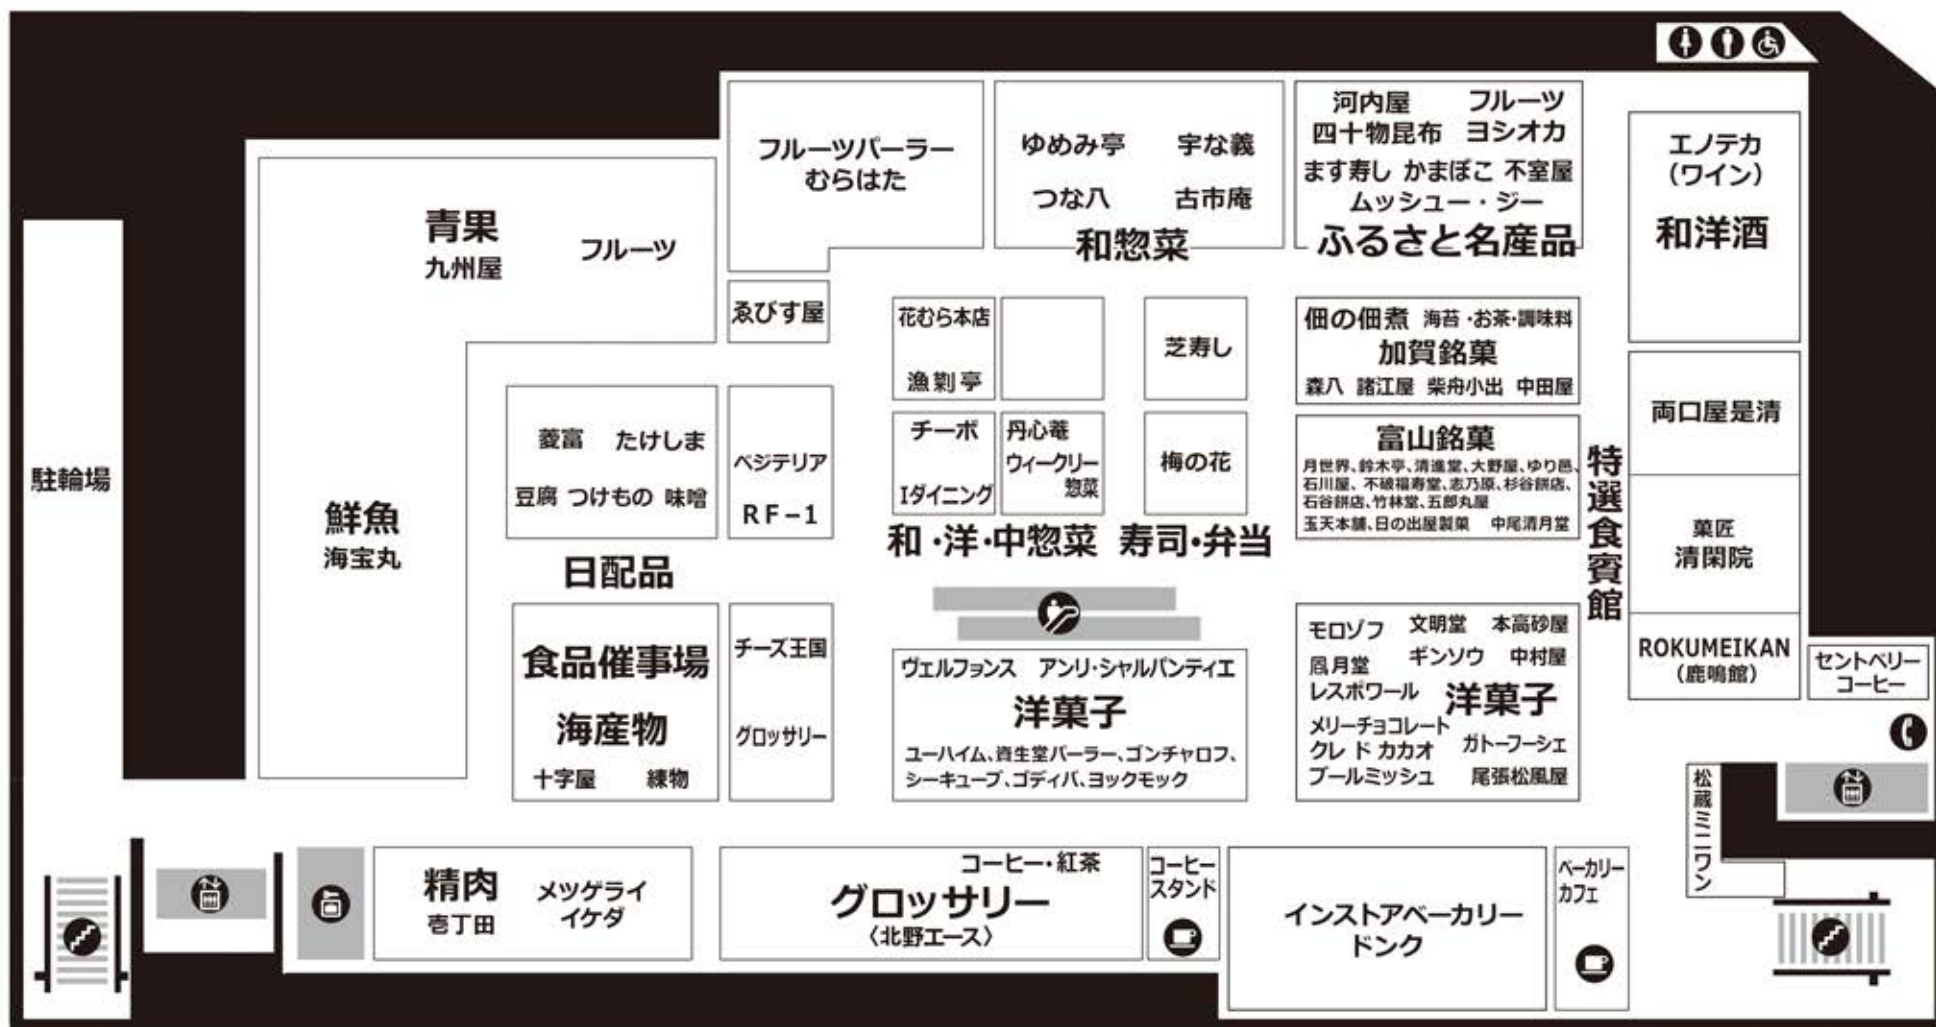 フルーツパーラー
むらはた
ゆめみ亭 宇な義
つな八 古市庵
和惣菜
河内屋 フルーツ
四十物昆布 ヨシオカ
ます寿し かまぼこ 不室屋
ムッシュー・ジー
ふるさと名産品
エノテカ
（ワイン）
和洋酒
青果
九州屋
フルーツ
ゑびす屋
花むら本店
漁剿亭
芝寿し
佃の佃煮 海苔・お茶・調味料
加賀銘菓
森八 諸江屋 柴舟小出 中田屋
両口屋是清
駐輪場
鮮魚
海宝丸
菱富 たけしま
豆腐 つけもの 味噌
日配品
ベジテリア
RF-1
チーボ
Iダイニング
丹心菴
ウィークリー
惣菜
和・洋・中惣菜
梅の花
寿司・弁当
富山銘菓
月世界、鈴木亭、清進堂、大野屋、ゆり邑、
石川屋、不破福寿堂、志乃原、杉谷餅店、
石谷餅店、竹林堂、五郎丸屋
玉天本舗、日の出屋製菓 中尾清月堂
特選食賓館
菓匠
清閑院
ROKUMEIKAN
（鹿鳴館）
セントベリー
コーヒー
食品催事場
海産物
十字屋 練物
チーズ王国
グロッサリー
ヴェルファンス アンリ・シャルパンティエ
洋菓子
ユーハイム、資生堂パーラー、ゴンチャロフ、
シーキューブ、ゴディバ、ヨックモック
モロゾフ 文明堂 本高砂屋
凮月堂 ギンソウ 中村屋
レスポワール 洋菓子
メリーチョコレート
クレ ド カカオ ガトーフーシェ
ブールミッシュ 尾張松風屋
松蔵ミニワン
精肉
壱丁田
メツゲライ
イケダ
コーヒー・紅茶
グロッサリー
〈北野エース〉
コーヒー
スタンド
インストアベーカリー
ドンク
ベーカリー
カフェ